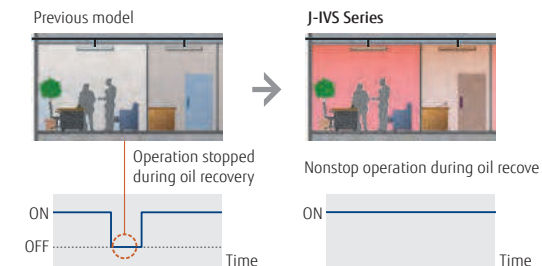 Previous model
J-IVS Series
Operation stopped
during oil recovery
Nonstop operation during oil recove
ON
OFF
Time
ON
Time